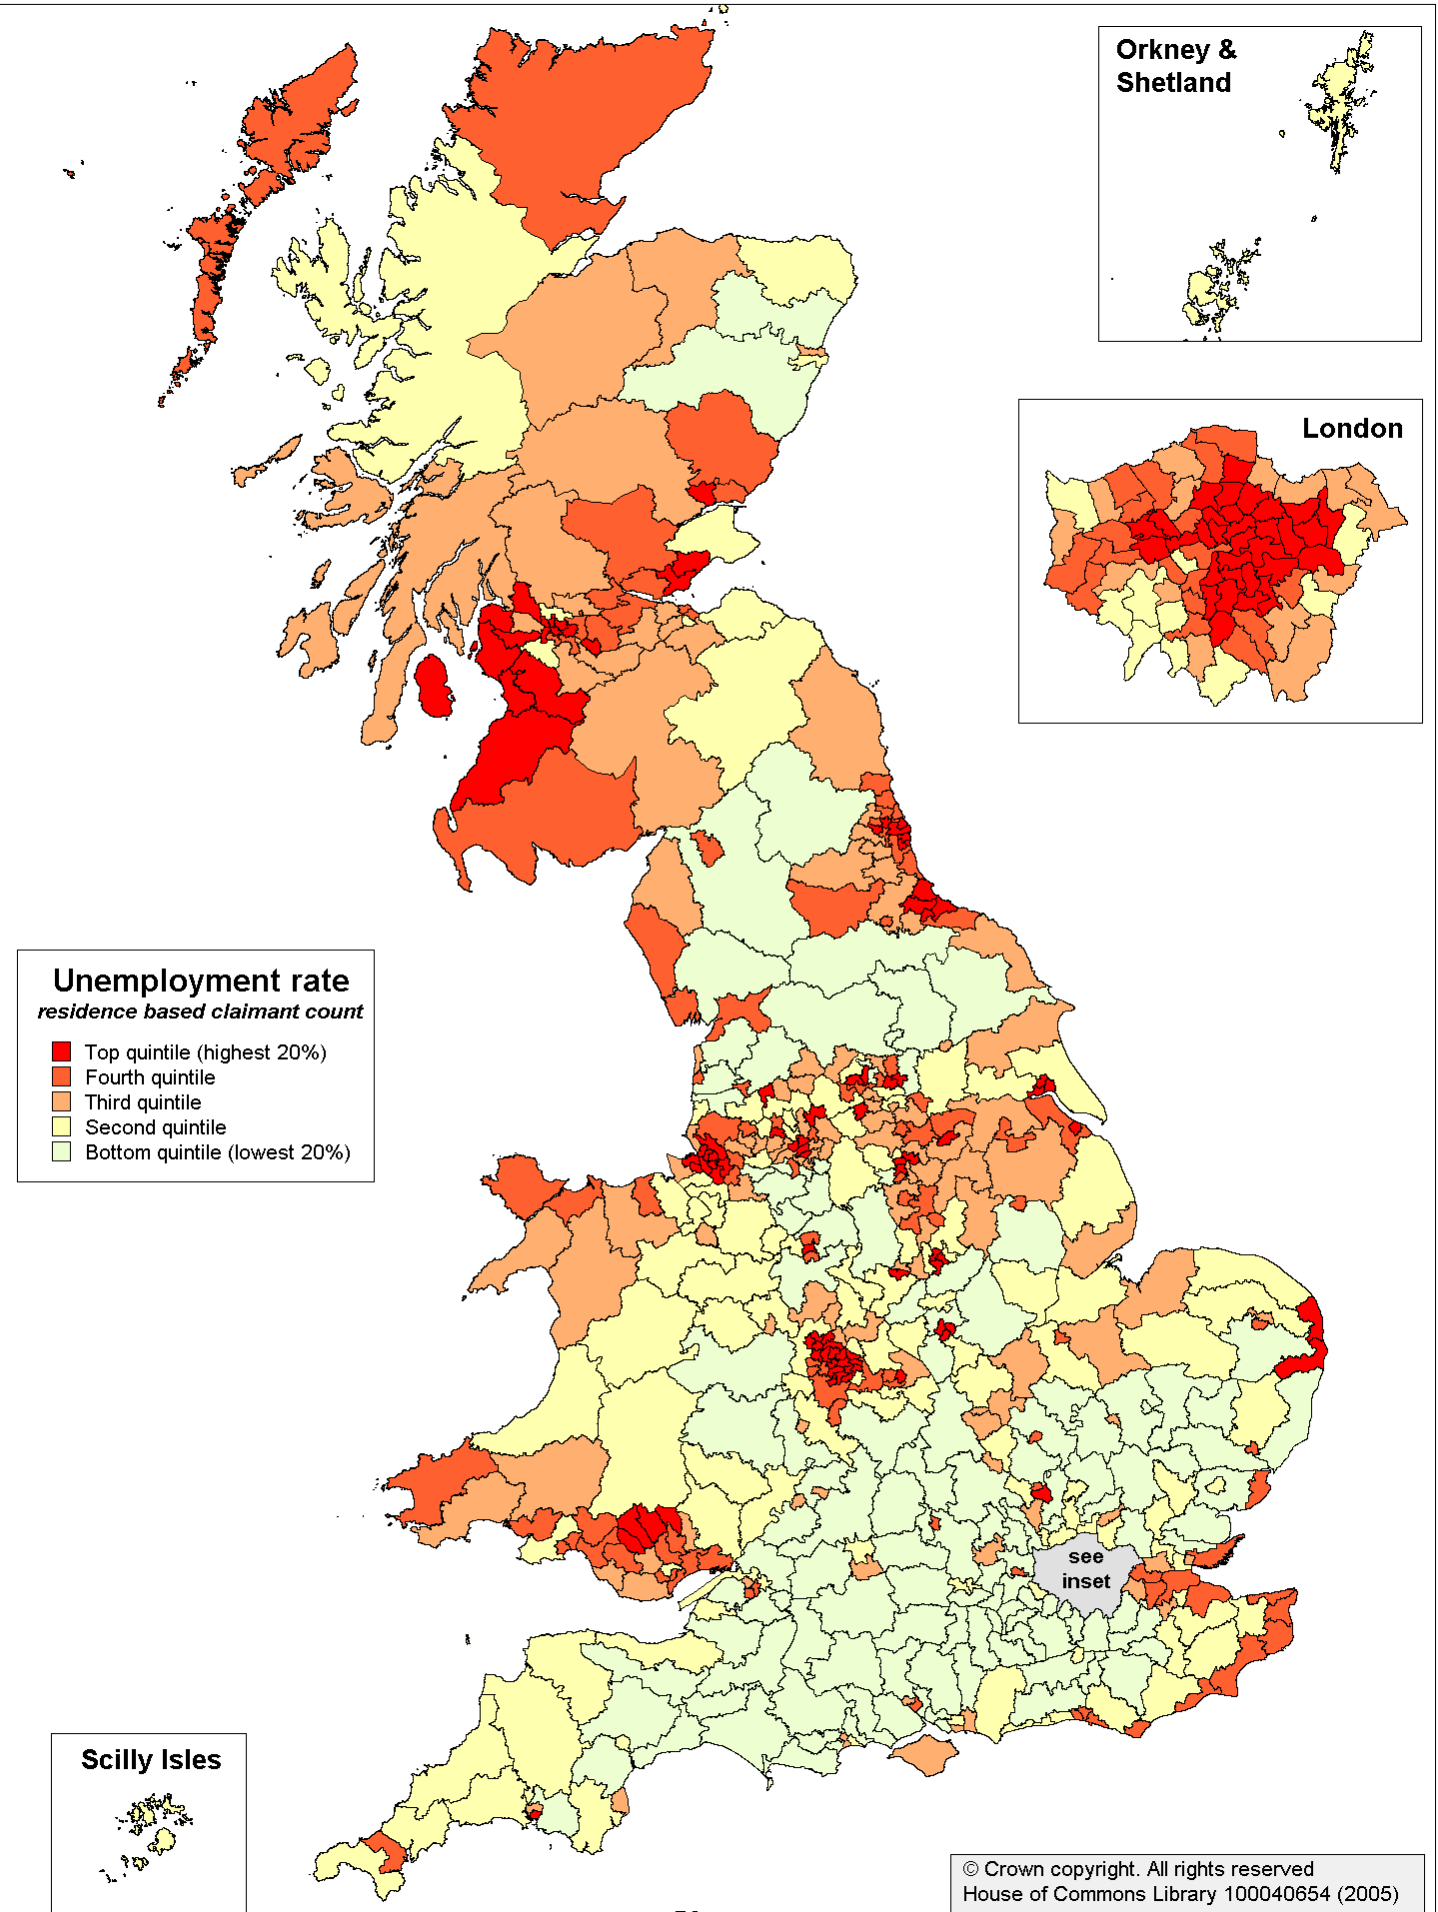 Orkney &
Shetland
London
Unemployment rate
residence based claimant count
Top quintile (highest 20%)
Fourth quintile
Third quintile
Second quintile
Bottom quintile (lowest 20%)
see
inset
Scilly Isles
© Crown copyright. All rights reserved
House of Commons Library 100040654 (2005)